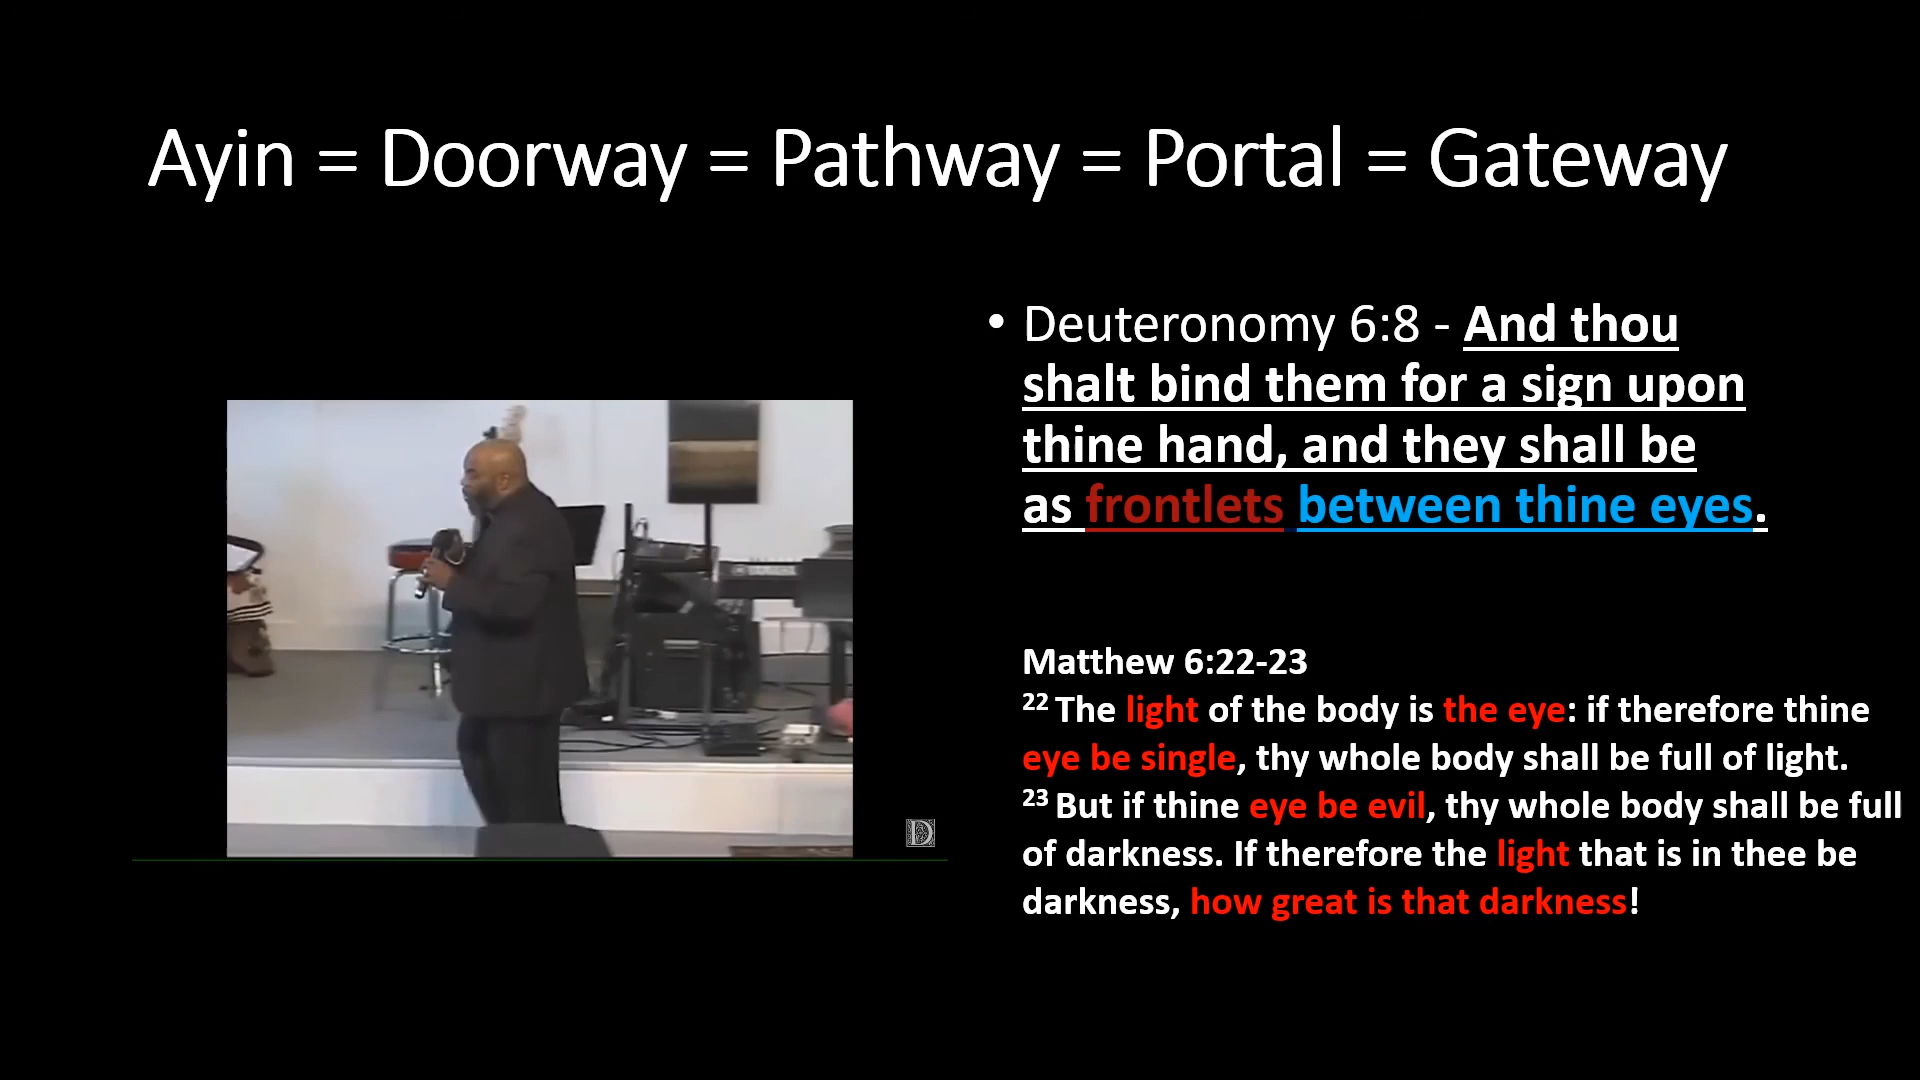 Ayin = Doorway = Pathway = Portal = Gateway
• Deuteronomy 6:8 - And thou
shalt bind them for a sign upon
thine hand, and they shall be
as frontlets between thine eyes.
Matthew 6:22-23
22 The light of the body is the eye: if therefore thine
eye be single, thy whole body shall be full of light.
23 But if thine eye be evil, thy whole body shall be full
of darkness. If therefore the light that is in thee be
darkness, how great is that darkness!
YAMAHA
D